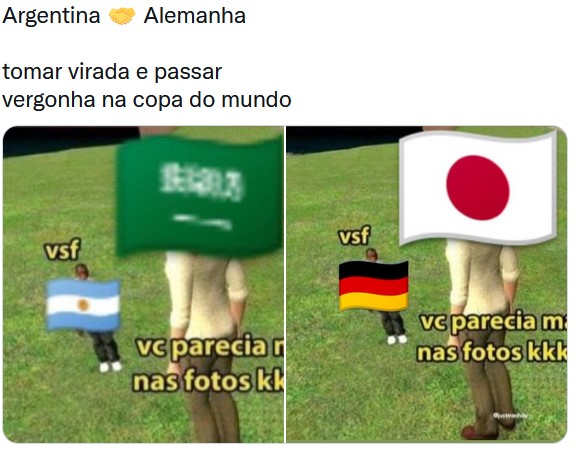 Argentina 🤝 Alemanha
tomar virada e passar
vergonha na copa do mundo
vsf
vc parecia
nas fotos kk
vsf
vc parecia m
nas fotos kkk